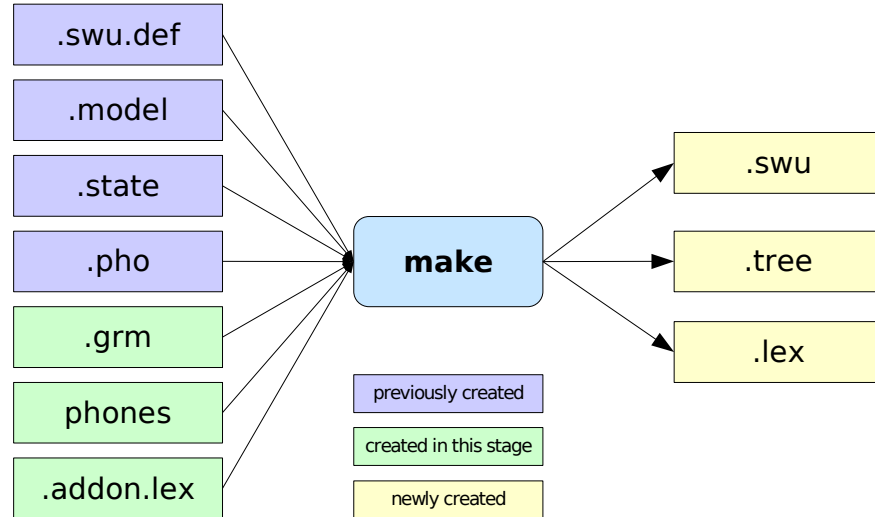 .swu.def
.model
.state
.pho
.grm
phones
.addon.lex
make
.swu
.tree
.lex
previously created
created in this stage
newly created